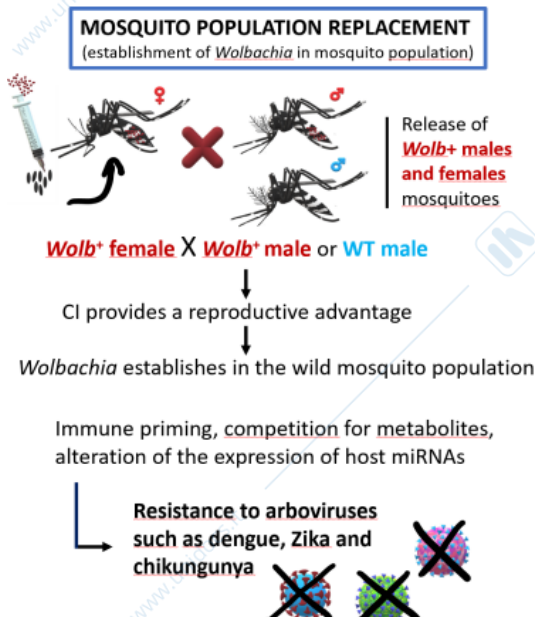 MOSQUITO POPULATION REPLACEMENT
(establishment of Wolbachia in mosquito population)
♀
♂
♂
Release of
Wolb+ males
and females
mosquitoes
Wolb⁺ female X Wolb⁺ male or WT male
CI provides a reproductive advantage
Wolbachia establishes in the wild mosquito population
Immune priming, competition for metabolites,
alteration of the expression of host miRNAs
Resistance to arboviruses
such as dengue, Zika and
chikungunya